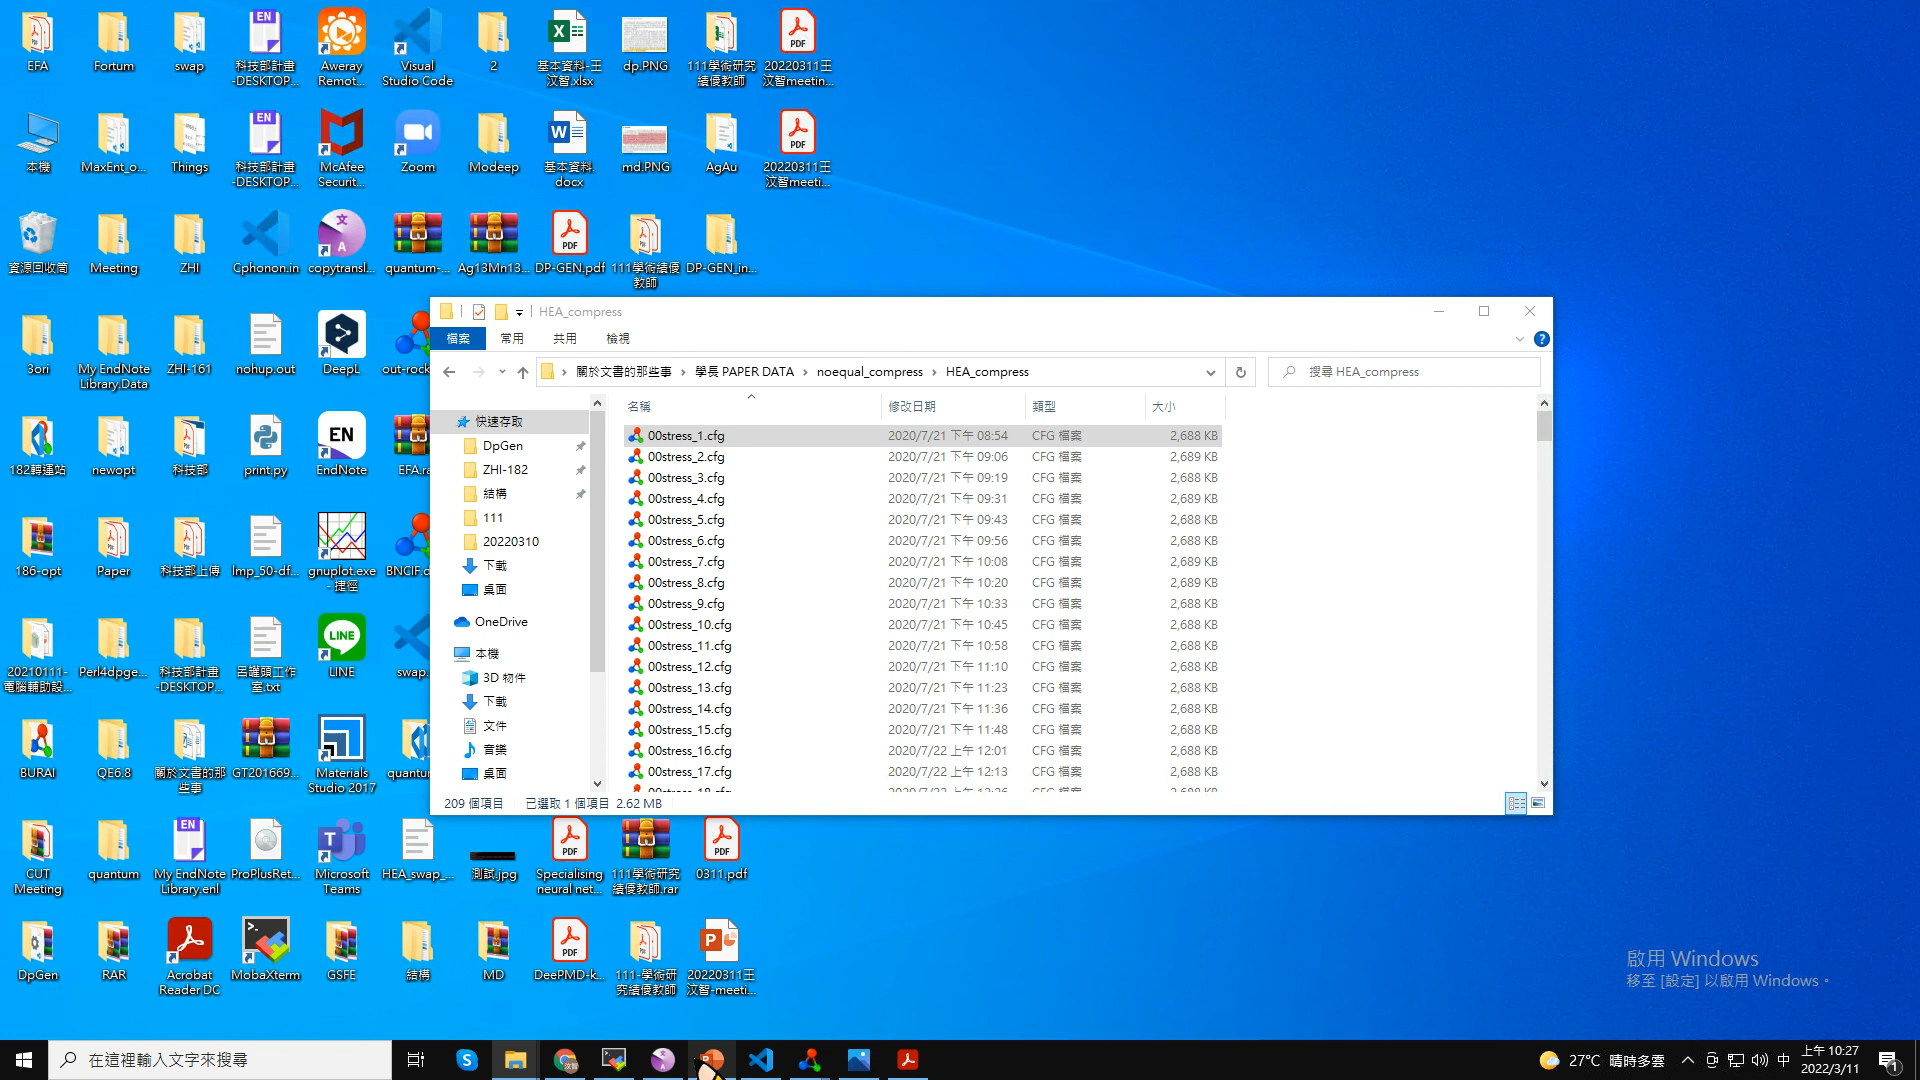 EFA
Fortum
swap
科技部計畫
-DESKTOP...
Aweray
Remot...
Visual
Studio Code
2
基本資料-王
汶智.xlsx
dp.PNG
111學術研究
績優教師
20220311王
汶智meetin...
本機
MaxEnt_o...
Things
科技部計畫
-DESKTOP...
McAfee
Securit...
Zoom
Modeep
基本資料.
docx
md.PNG
AgAu
20220311王
汶智meeti...
資源回收筒
Meeting
ZHI
Cphonon.in
copytransl...
quantum-...
Ag13Mn13...
DP-GEN.pdf
111學術績優
教師
DP-GEN_in...
3ori
My EndNote
Library.Data
ZHI-161
nohup.out
DeepL
out-rock
182轉運站
newopt
科技部
print.py
EndNote
EFA.ra
186-opt
Paper
科技部上傳
lmp_50-df...
gnuplot.exe
- 捷徑
BNCIF.d
20210111-
電腦輔助設...
Perl4dpge...
科技部計畫
-DESKTOP...
呂罐頭工作
室.txt
LINE
swap.
BURAI
QE6.8
關於文書的那
些事
GT201669...
Materials
Studio 2017
quantum
CUT
Meeting
quantum
My EndNote
Library.enl
ProPlusRet...
Microsoft
Teams
HEA_swap_...
測試.jpg
Specialising
neural net...
111學術研究
績優教師.rar
0311.pdf
DpGen
RAR
Acrobat
Reader DC
MobaXterm
GSFE
結構
MD
DeePMD-k...
111-學術研
究績優教師
20220311王
汶智-meeti...
HEA_compress
檔案 常用 共用 檢視
關於文書的那些事 › 學長 PAPER DATA › noequal_compress › HEA_compress
搜尋 HEA_compress
快速存取
DpGen
ZHI-182
結構
111
20220310
下載
桌面
OneDrive
本機
3D 物件
下載
文件
音樂
桌面
名稱 修改日期 類型 大小
00stress_1.cfg 2020/7/21 下午 08:54 CFG 檔案 2,688 KB
00stress_2.cfg 2020/7/21 下午 09:06 CFG 檔案 2,689 KB
00stress_3.cfg 2020/7/21 下午 09:19 CFG 檔案 2,688 KB
00stress_4.cfg 2020/7/21 下午 09:31 CFG 檔案 2,689 KB
00stress_5.cfg 2020/7/21 下午 09:43 CFG 檔案 2,688 KB
00stress_6.cfg 2020/7/21 下午 09:56 CFG 檔案 2,688 KB
00stress_7.cfg 2020/7/21 下午 10:08 CFG 檔案 2,689 KB
00stress_8.cfg 2020/7/21 下午 10:20 CFG 檔案 2,689 KB
00stress_9.cfg 2020/7/21 下午 10:33 CFG 檔案 2,688 KB
00stress_10.cfg 2020/7/21 下午 10:45 CFG 檔案 2,688 KB
00stress_11.cfg 2020/7/21 下午 10:58 CFG 檔案 2,688 KB
00stress_12.cfg 2020/7/21 下午 11:10 CFG 檔案 2,688 KB
00stress_13.cfg 2020/7/21 下午 11:23 CFG 檔案 2,688 KB
00stress_14.cfg 2020/7/21 下午 11:36 CFG 檔案 2,688 KB
00stress_15.cfg 2020/7/21 下午 11:48 CFG 檔案 2,688 KB
00stress_16.cfg 2020/7/22 上午 12:01 CFG 檔案 2,688 KB
00stress_17.cfg 2020/7/22 上午 12:13 CFG 檔案 2,688 KB
209 個項目 已選取 1 個項目 2.62 MB
啟用 Windows
移至 [設定] 以啟用 Windows。
在這裡輸入文字來搜尋
27°C 晴時多雲
中
上午 10:27
2022/3/11
1